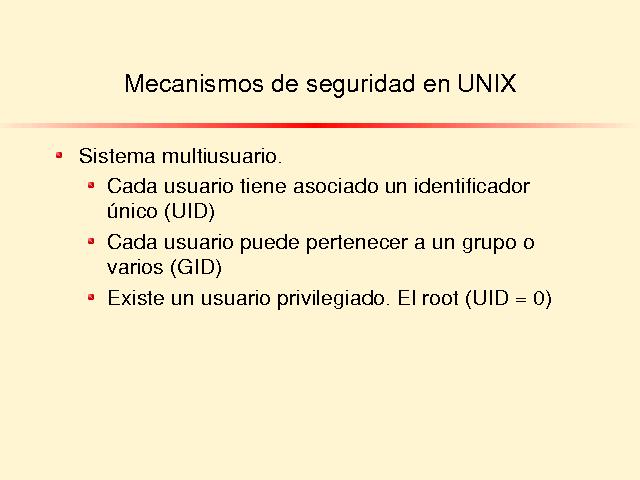 Mecanismos de seguridad en UNIX
Sistema multiusuario.
Cada usuario tiene asociado un identificador
único (UID)
Cada usuario puede pertenecer a un grupo o
varios (GID)
Existe un usuario privilegiado. El root (UID = 0)